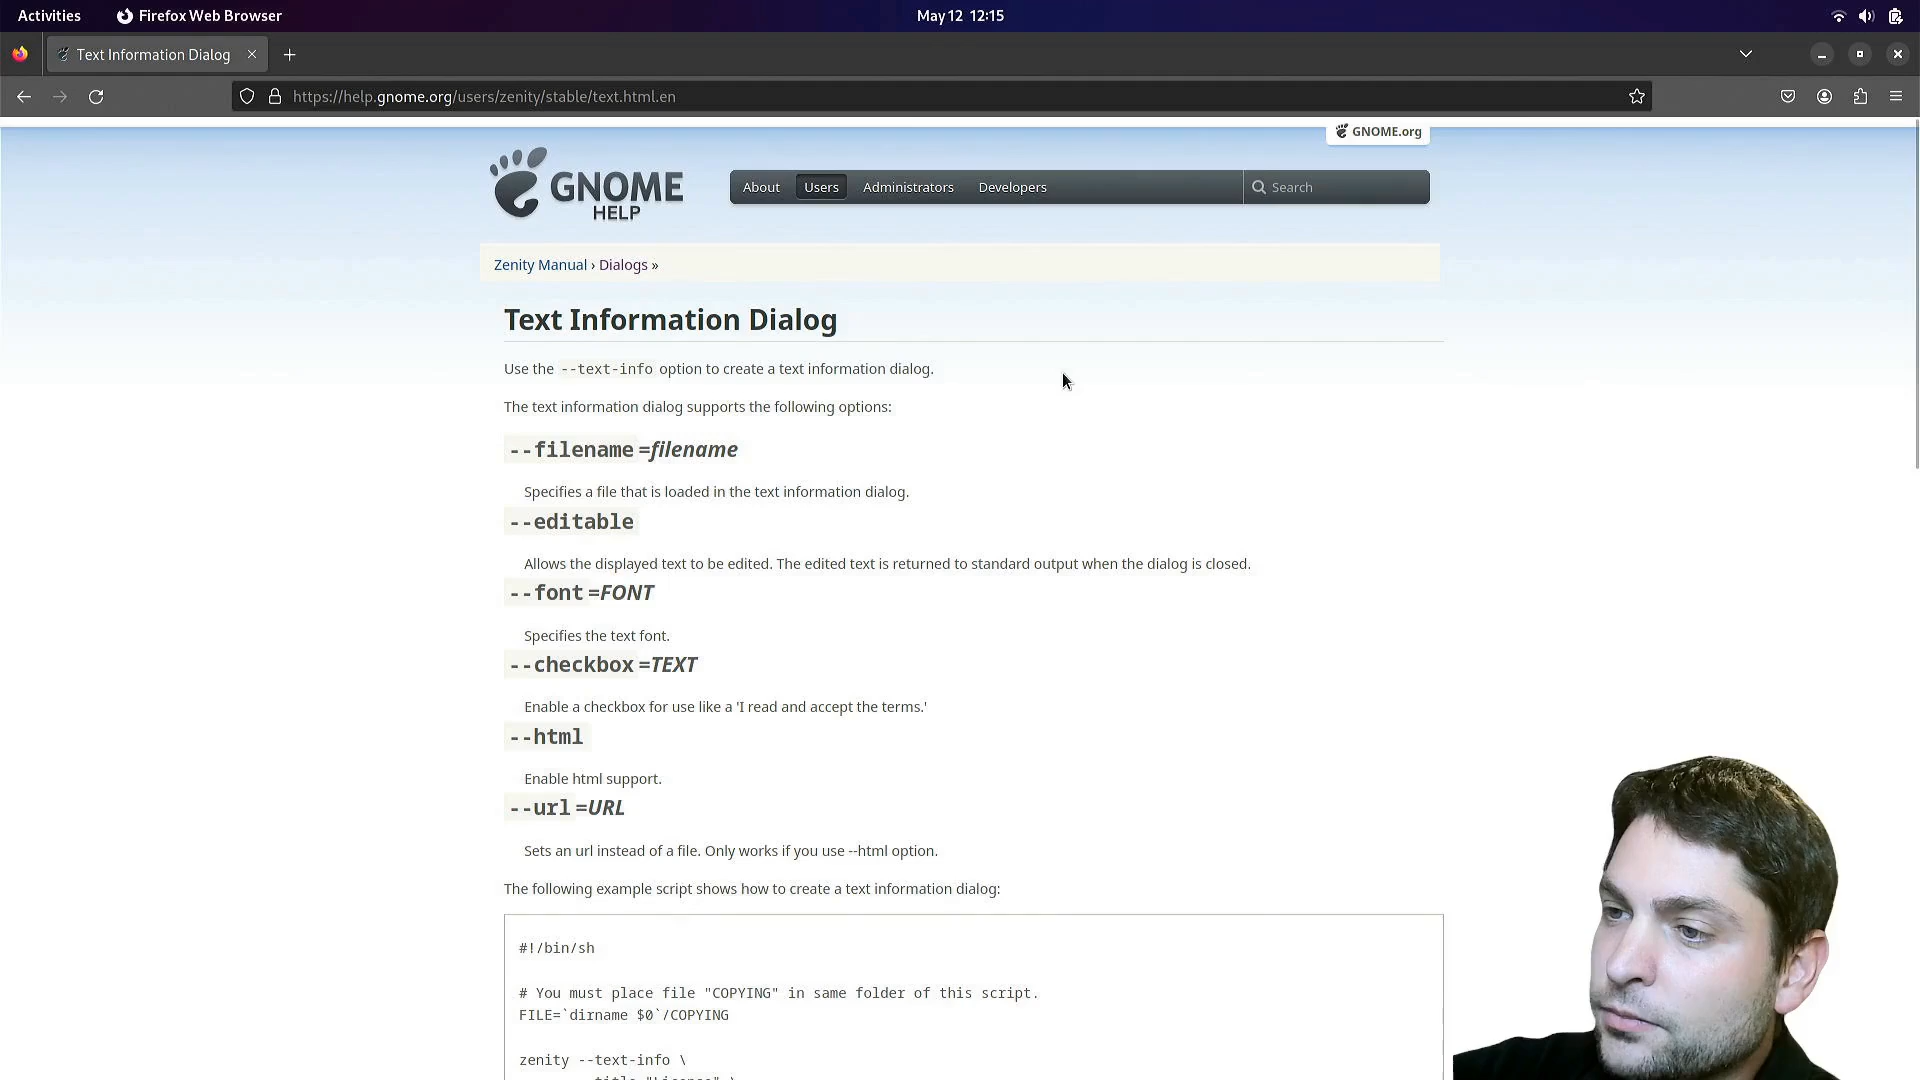 Activities
Firefox Web Browser
May 12 12:15
Text Information Dialog
https://help.gnome.org/users/zenity/stable/text.html.en
GNOME.org
GNOME
HELP
About
Users
Administrators
Developers
Search
Zenity Manual › Dialogs »
Text Information Dialog
Use the --text-info option to create a text information dialog.
The text information dialog supports the following options:
--filename=filename
Specifies a file that is loaded in the text information dialog.
--editable
Allows the displayed text to be edited. The edited text is returned to standard output when the dialog is closed.
--font=FONT
Specifies the text font.
--checkbox=TEXT
Enable a checkbox for use like a 'I read and accept the terms.'
--html
Enable html support.
--url=URL
Sets an url instead of a file. Only works if you use --html option.
The following example script shows how to create a text information dialog:
#!/bin/sh
# You must place file "COPYING" in same folder of this script.
FILE=`dirname $0`/COPYING
zenity --text-info \